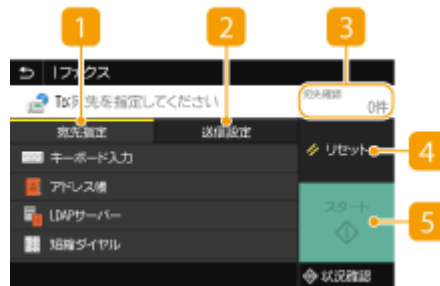 1
2
3
Iファクス
To:宛先を指定してください
宛先確認
0件
宛先指定
送信設定
キーボード入力
リセット
4
アドレス帳
LDAPサーバー
スタート
5
短縮ダイヤル
状況確認